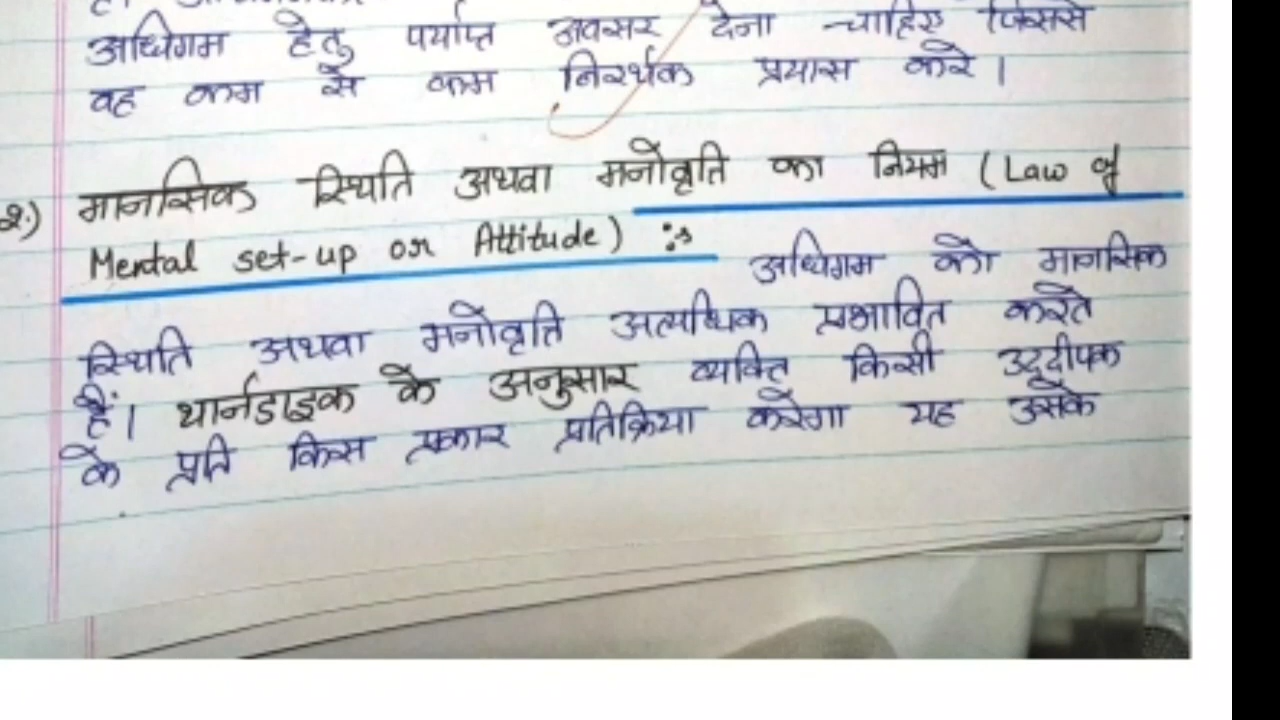 है।
अधिगम हेतु पर्याप्त अवसर देना चाहिए जिससे
वह कम से कम निरर्थक प्रयास करे।
2.) मानसिक स्थिति अथवा मनोवृति का नियम (Law of
Mental set-up or Attitude) :→
अधिगम को मानसिक
स्थिति अथवा मनोवृति अत्यधिक प्रभावित करते
हैं। थार्नडाइक के अनुसार व्यक्ति किसी उद्दीपक
के प्रति किस प्रकार प्रतिक्रिया करेगा यह उसके